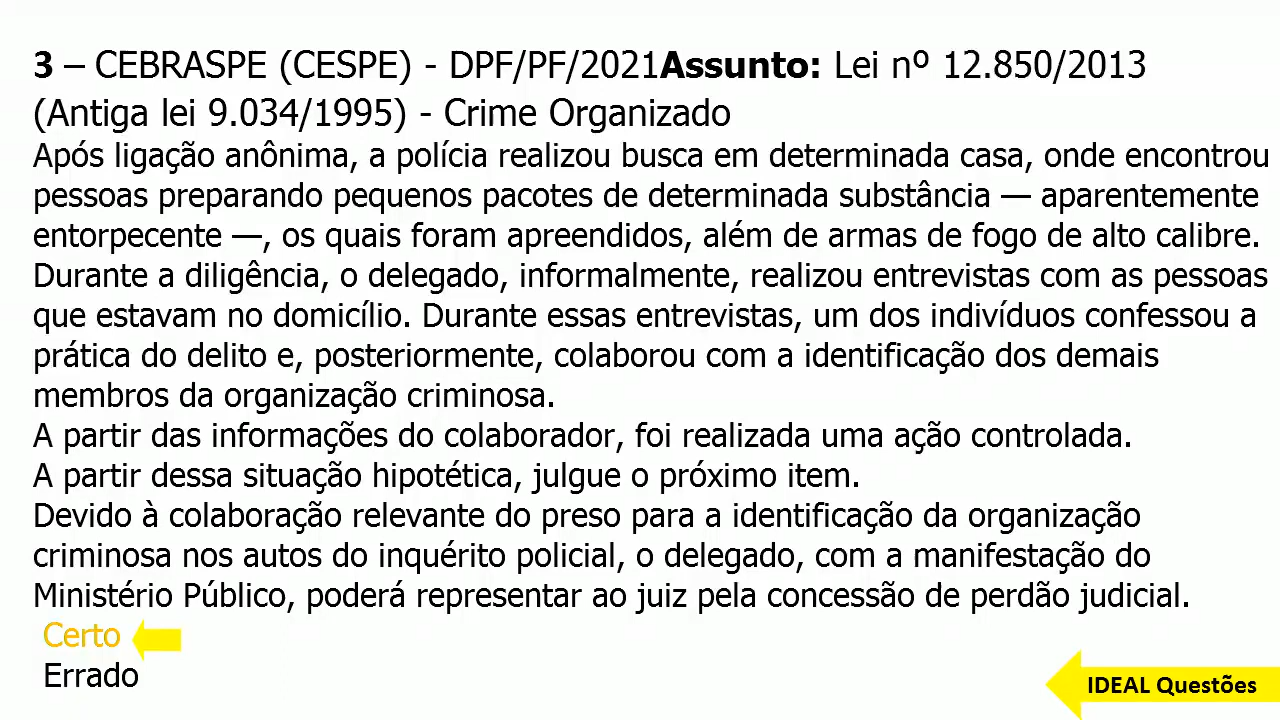 3 – CEBRASPE (CESPE) - DPF/PF/2021Assunto: Lei nº 12.850/2013
(Antiga lei 9.034/1995) - Crime Organizado
Após ligação anônima, a polícia realizou busca em determinada casa, onde encontrou
pessoas preparando pequenos pacotes de determinada substância — aparentemente
entorpecente —, os quais foram apreendidos, além de armas de fogo de alto calibre.
Durante a diligência, o delegado, informalmente, realizou entrevistas com as pessoas
que estavam no domicílio. Durante essas entrevistas, um dos indivíduos confessou a
prática do delito e, posteriormente, colaborou com a identificação dos demais
membros da organização criminosa.
A partir das informações do colaborador, foi realizada uma ação controlada.
A partir dessa situação hipotética, julgue o próximo item.
Devido à colaboração relevante do preso para a identificação da organização
criminosa nos autos do inquérito policial, o delegado, com a manifestação do
Ministério Público, poderá representar ao juiz pela concessão de perdão judicial.
Certo
Errado
IDEAL Questões